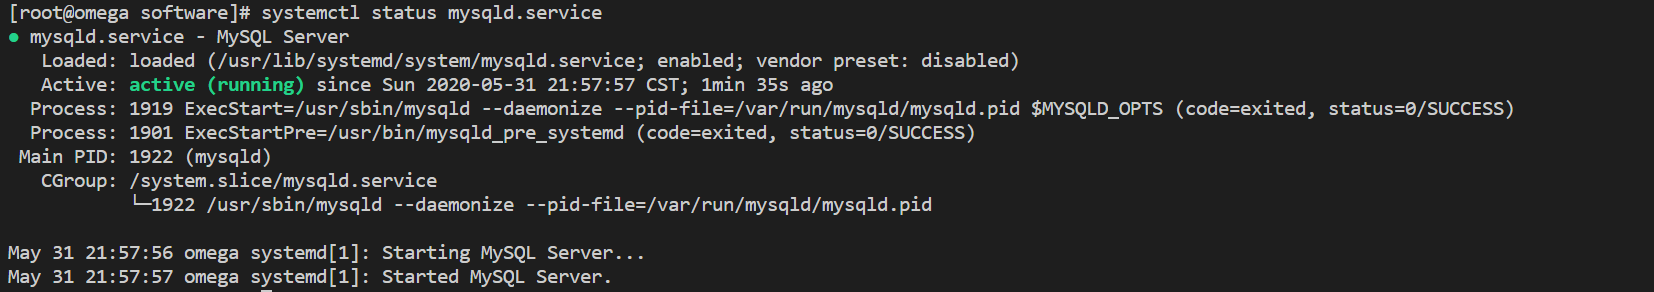 [root@omega software]# systemctl status mysqld.service
● mysqld.service - MySQL Server
   Loaded: loaded (/usr/lib/systemd/system/mysqld.service; enabled; vendor preset: disabled)
   Active: active (running) since Sun 2020-05-31 21:57:57 CST; 1min 35s ago
  Process: 1919 ExecStart=/usr/sbin/mysqld --daemonize --pid-file=/var/run/mysqld/mysqld.pid $MYSQLD_OPTS (code=exited, status=0/SUCCESS)
  Process: 1901 ExecStartPre=/usr/bin/mysqld_pre_systemd (code=exited, status=0/SUCCESS)
 Main PID: 1922 (mysqld)
   CGroup: /system.slice/mysqld.service
           └─1922 /usr/sbin/mysqld --daemonize --pid-file=/var/run/mysqld/mysqld.pid

May 31 21:57:56 omega systemd[1]: Starting MySQL Server...
May 31 21:57:57 omega systemd[1]: Started MySQL Server.